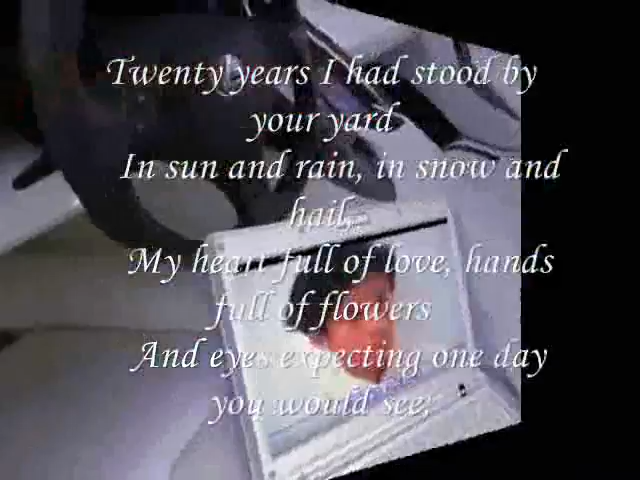 Twenty years I had stood by
your yard
In sun and rain, in snow and
hail,
My heart full of love, hands
full of flowers
And eyes expecting one day
you would see;